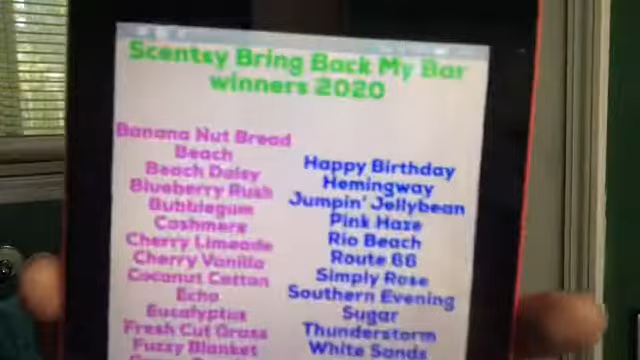 Scentsy Bring Back My Bar
winners 2020
Banana Nut Bread
Beach
Beach Daisy
Blueberry Rush
Bubblegum
Cashmere
Cherry Limeade
Cherry Vanilla
Coconut Cotton
Echo
Eucalyptus
Fresh Cut Grass
Fuzzy Blanket
Happy Birthday
Hemingway
Jumpin' Jellybean
Pink Haze
Rio Beach
Route 66
Simply Rose
Southern Evening
Sugar
Thunderstorm
White Sands